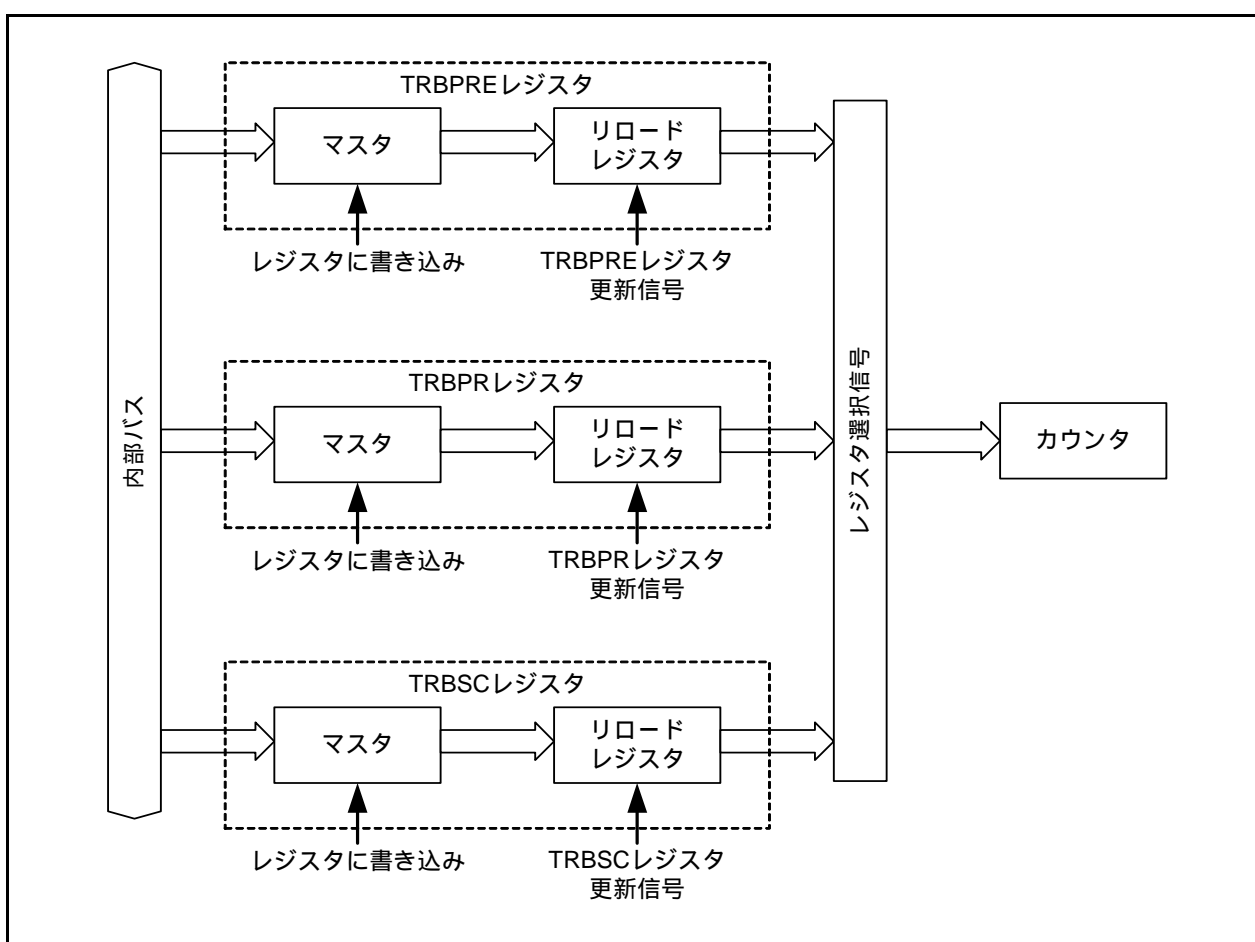 内部バス
TRBPREレジスタ
マスタ
リロード
レジスタ
レジスタに書き込み
TRBPREレジスタ
更新信号
TRBPRレジスタ
マスタ
リロード
レジスタ
レジスタに書き込み
TRBPRレジスタ
更新信号
TRBSCレジスタ
マスタ
リロード
レジスタ
レジスタに書き込み
TRBSCレジスタ
更新信号
レジスタ選択信号
カウンタ